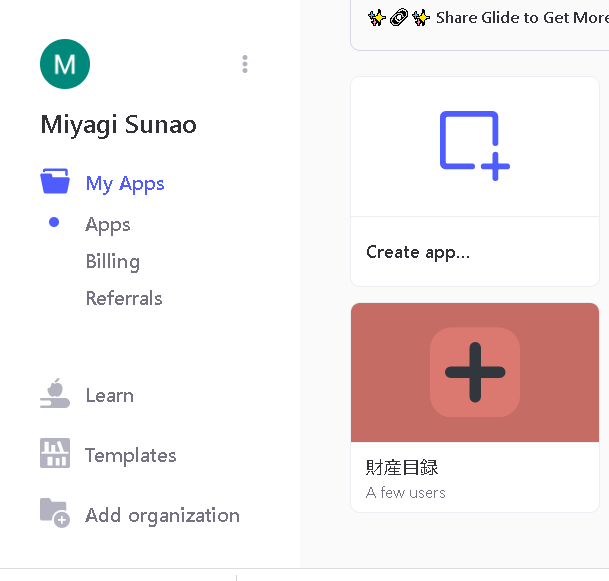 M
Miyagi Sunao
My Apps
Apps
Billing
Referrals
Learn
Templates
Add organization
Share Glide to Get More
Create app...
財産目録
A few users